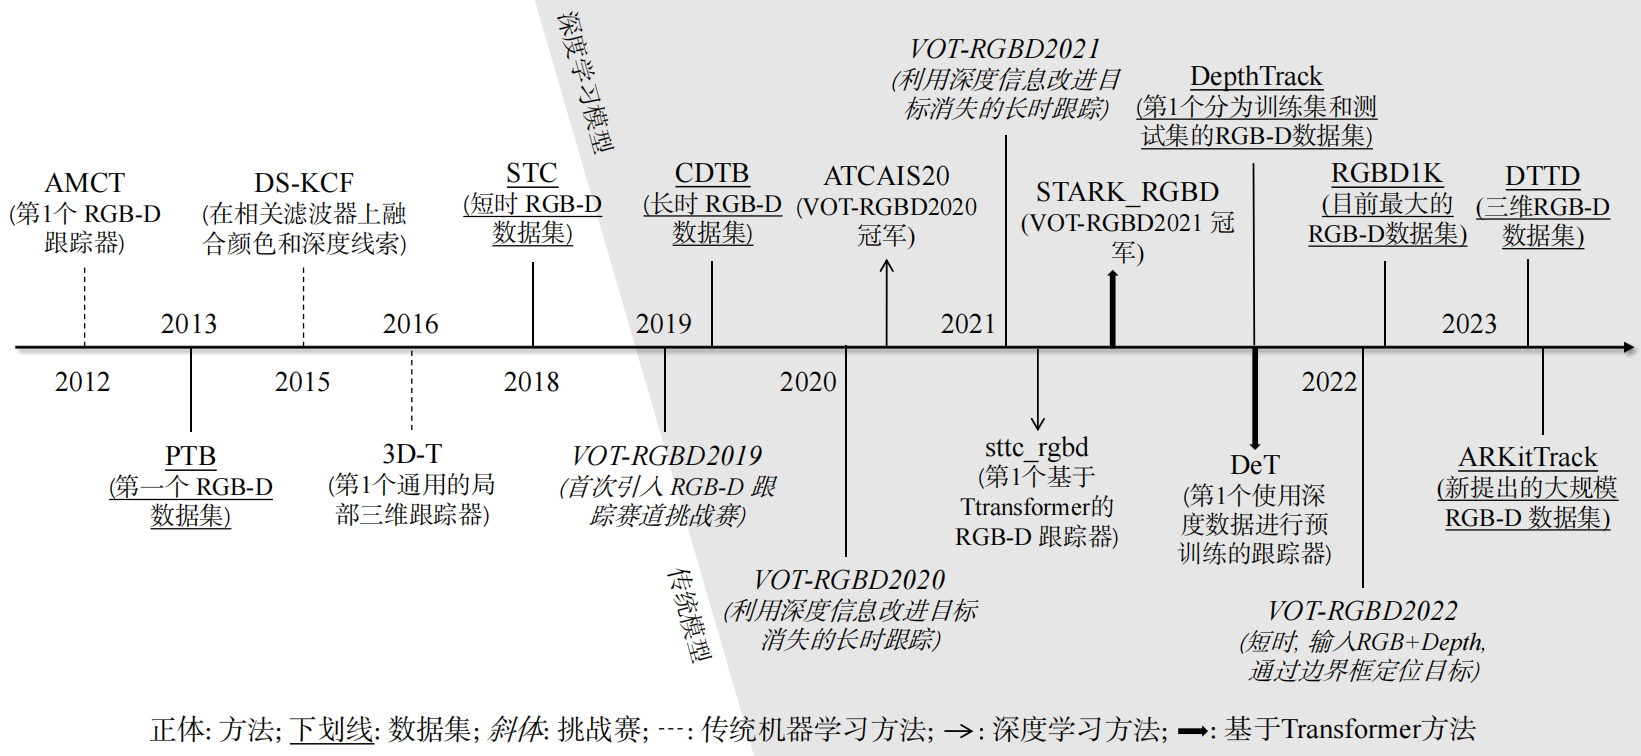 深度学习模型
VOT-RGBD2021
(利用深度信息改进目
标消失的长时跟踪)
DepthTrack
(第1个分为训练集和测
试集的RGB-D数据集)
AMCT
(第1个 RGB-D
跟踪器)
DS-KCF
(在相关滤波器上融
合颜色和深度线索)
STC
(短时 RGB-D
数据集)
CDTB
(长时 RGB-D
数据集)
ATCAIS20
(VOT-RGBD2020
冠军)
STARK_RGBD
(VOT-RGBD2021 冠
军)
RGBD1K
(目前最大的
RGB-D数据集)
DTTD
(三维RGB-D
数据集)
2013
2016
2019
2021
2023
2012
2015
2018
2020
2022
PTB
(第一个 RGB-D
数据集)
3D-T
(第1个通用的局
部三维跟踪器)
VOT-RGBD2019
(首次引入 RGB-D 跟
踪赛道挑战赛)
sttc_rgbd
(第1个基于
Ttransformer的
RGB-D 跟踪器)
DeT
(第1个使用深
度数据进行预
训练的跟踪器)
ARKitTrack
(新提出的大规模
RGB-D 数据集)
传统模型
VOT-RGBD2020
(利用深度信息改进目标
消失的长时跟踪)
VOT-RGBD2022
(短时, 输入RGB+Depth,
通过边界框定位目标)
正体: 方法; 下划线: 数据集; 斜体: 挑战赛; ---: 传统机器学习方法; →: 深度学习方法; ➡: 基于Transformer方法